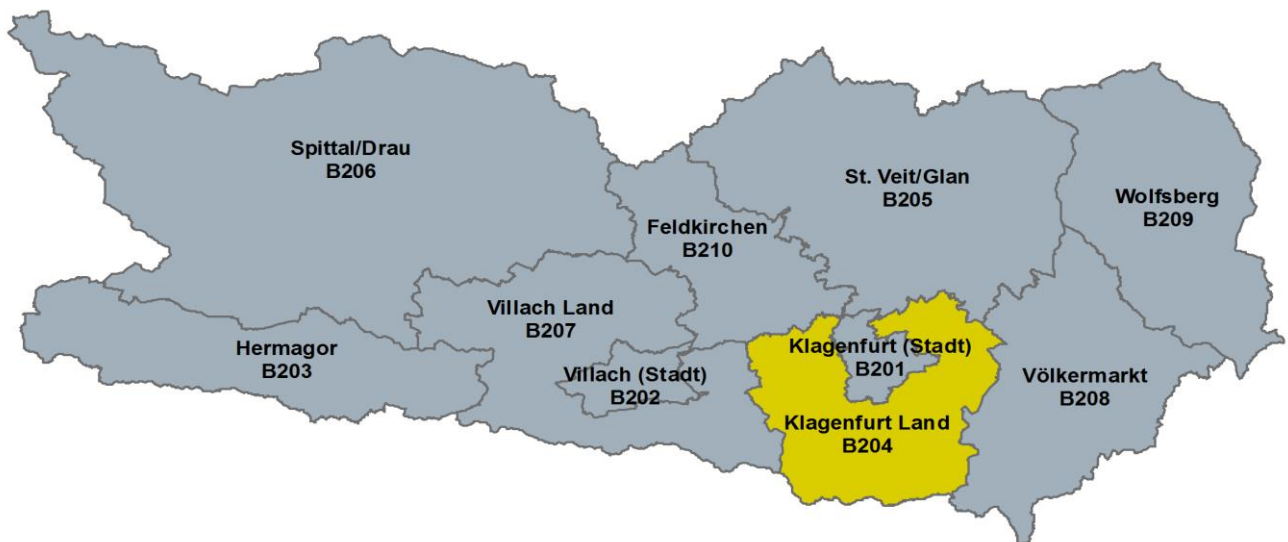 Spittal/Drau
B206
St. Veit/Glan
B205
Wolfsberg
B209
Feldkirchen
B210
Villach Land
B207
Hermagor
B203
Klagenfurt (Stadt)
B201
Villach (Stadt)
B202
Völkermarkt
B208
Klagenfurt Land
B204